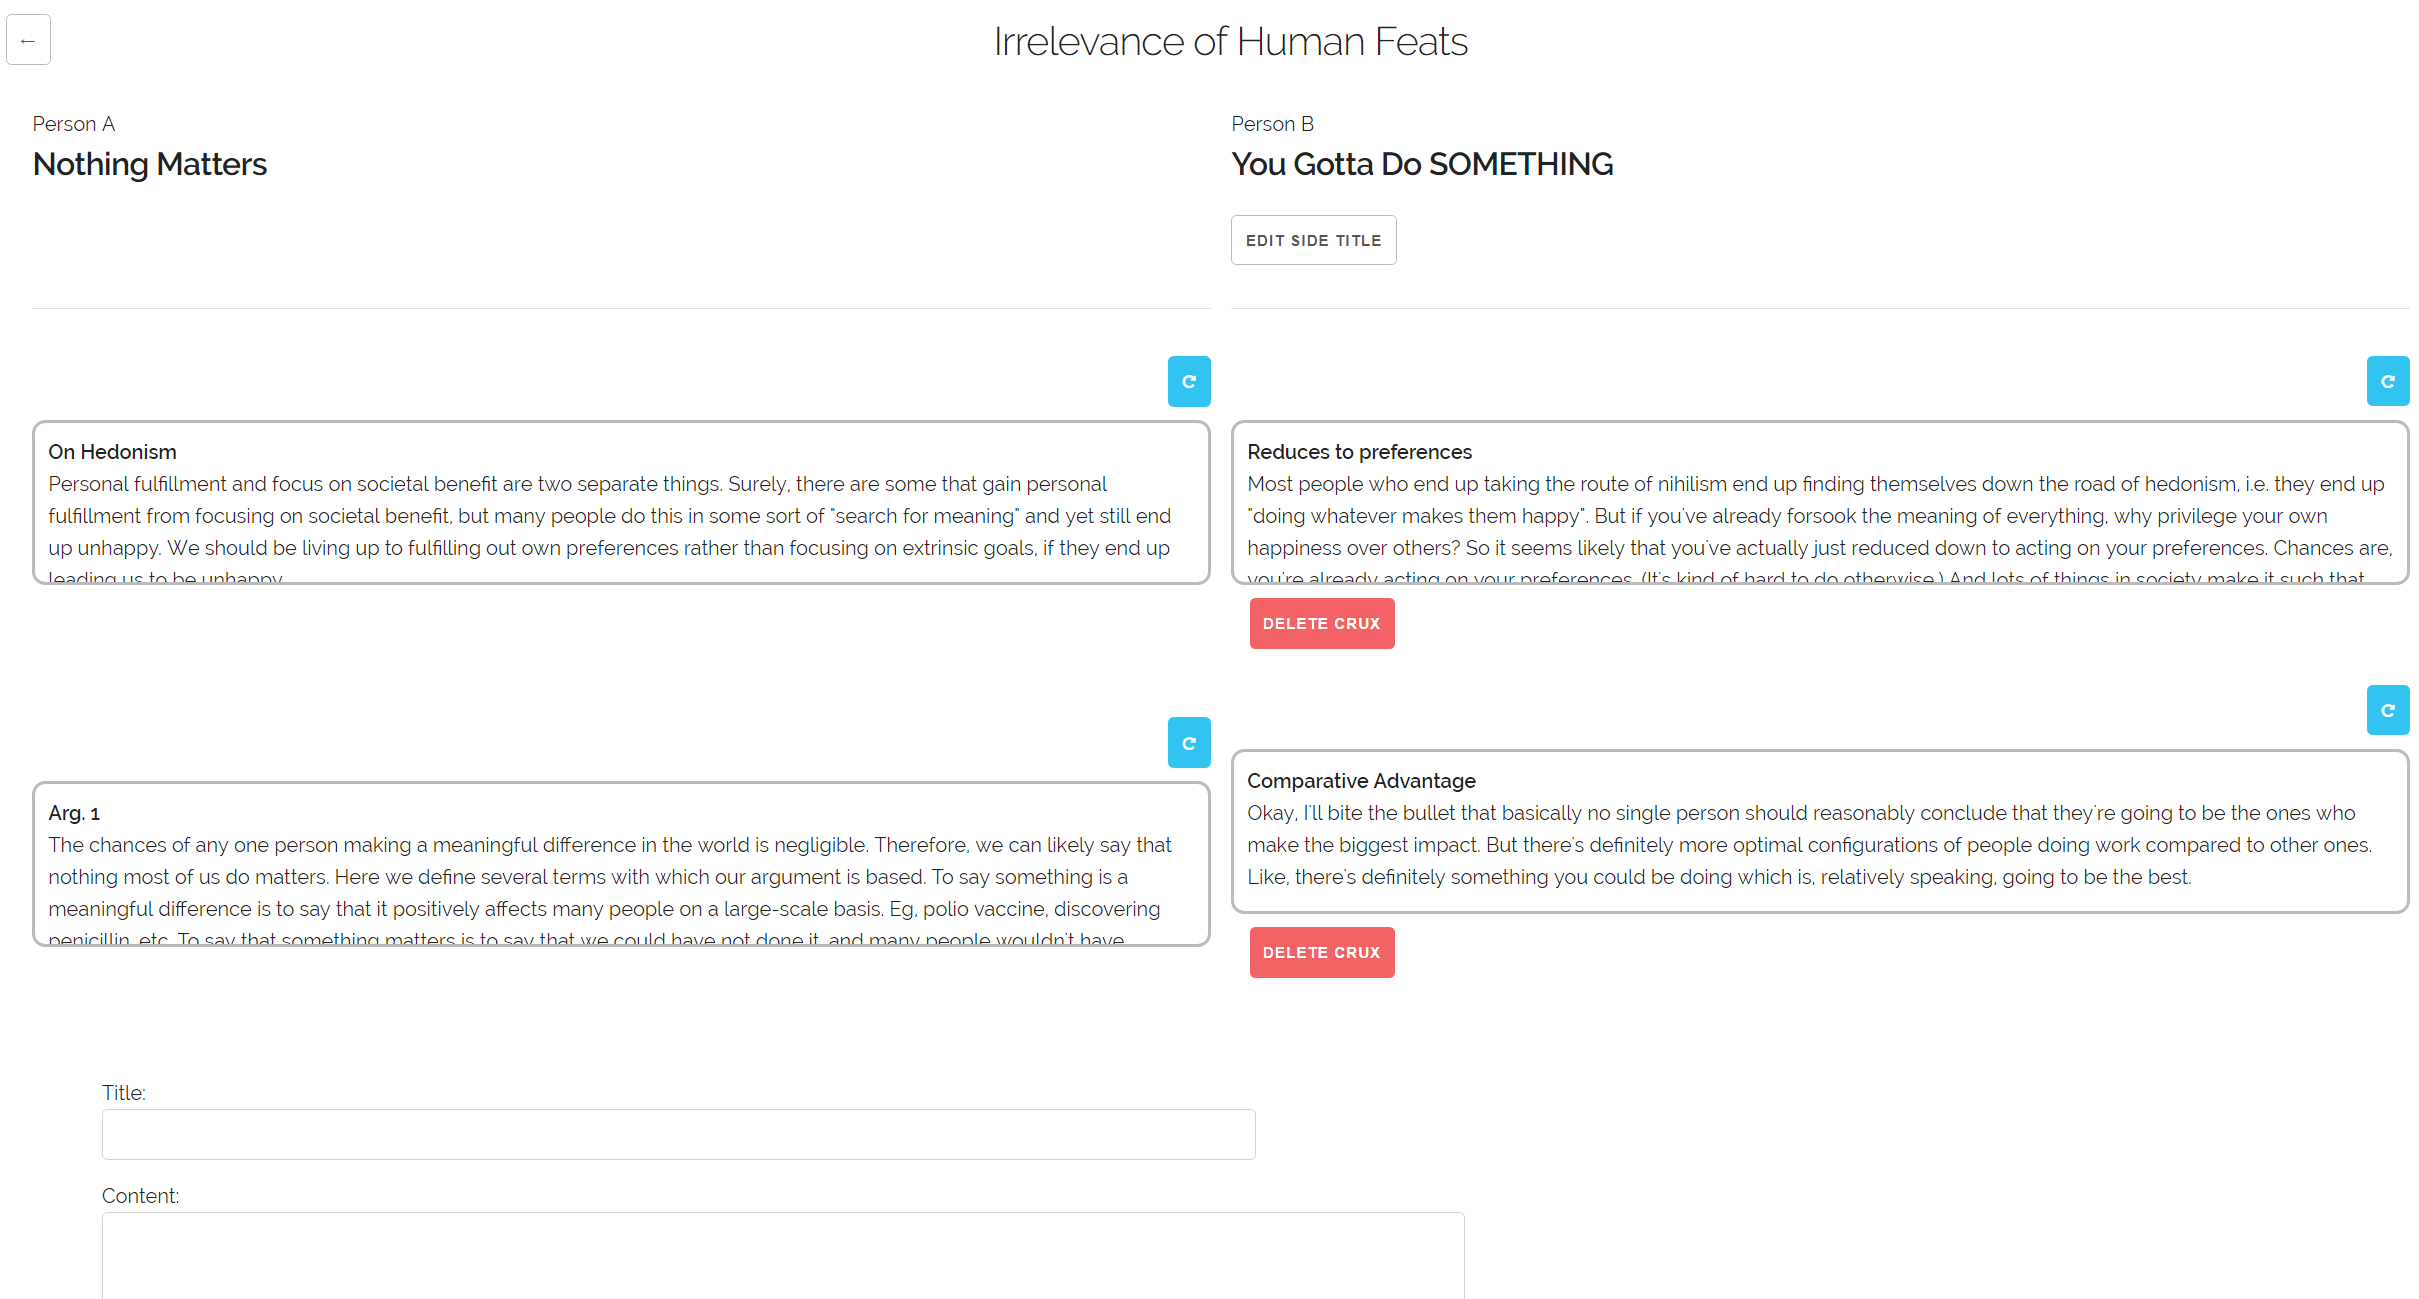 ←
Irrelevance of Human Feats
Person A
Nothing Matters
Person B
You Gotta Do SOMETHING
EDIT SIDE TITLE
On Hedonism
Personal fulfillment and focus on societal benefit are two separate things. Surely, there are some that gain personal
fulfillment from focusing on societal benefit, but many people do this in some sort of "search for meaning" and yet still end
up unhappy. We should be living up to fulfilling out own preferences rather than focusing on extrinsic goals, if they end up
leading us to be unhappy.
Arg. 1
The chances of any one person making a meaningful difference in the world is negligible. Therefore, we can likely say that
nothing most of us do matters. Here we define several terms with which our argument is based. To say something is a
meaningful difference is to say that it positively affects many people on a large-scale basis. Eg, polio vaccine, discovering
penicillin, etc. To say that something matters is to say that we could have not done it, and many people wouldn't have
Reduces to preferences
Most people who end up taking the route of nihilism end up finding themselves down the road of hedonism, i.e. they end up
"doing whatever makes them happy". But if you've already forsook the meaning of everything, why privilege your own
happiness over others? So it seems likely that you've actually just reduced down to acting on your preferences. Chances are,
you're already acting on your preferences. (It's kind of hard to do otherwise.) And lots of things in society make it such that
DELETE CRUX
Comparative Advantage
Okay, I'll bite the bullet that basically no single person should reasonably conclude that they're going to be the ones who
make the biggest impact. But there's definitely more optimal configurations of people doing work compared to other ones.
Like, there's definitely something you could be doing which is, relatively speaking, going to be the best.
DELETE CRUX
Title:
Content: